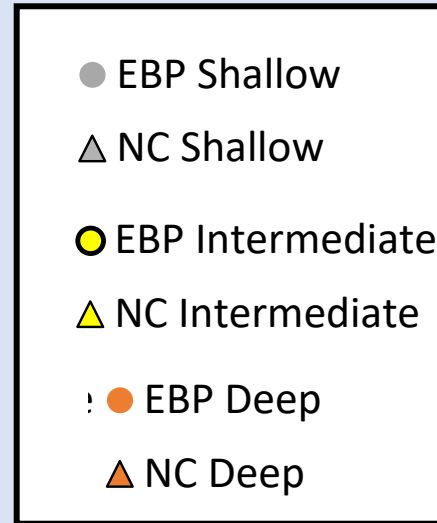 EBP Shallow
NC Shallow
EBP Intermediate
NC Intermediate
EBP Deep
NC Deep